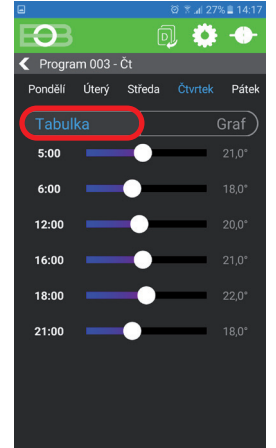 27% 14:17
EOB
D
Program 003 - Čt
Pondělí Úterý Středa Čtvrtek Pátek
Tabulka Graf
5:00 21,0°
6:00 18,0°
12:00 20,0°
16:00 21,0°
18:00 22,0°
21:00 18,0°